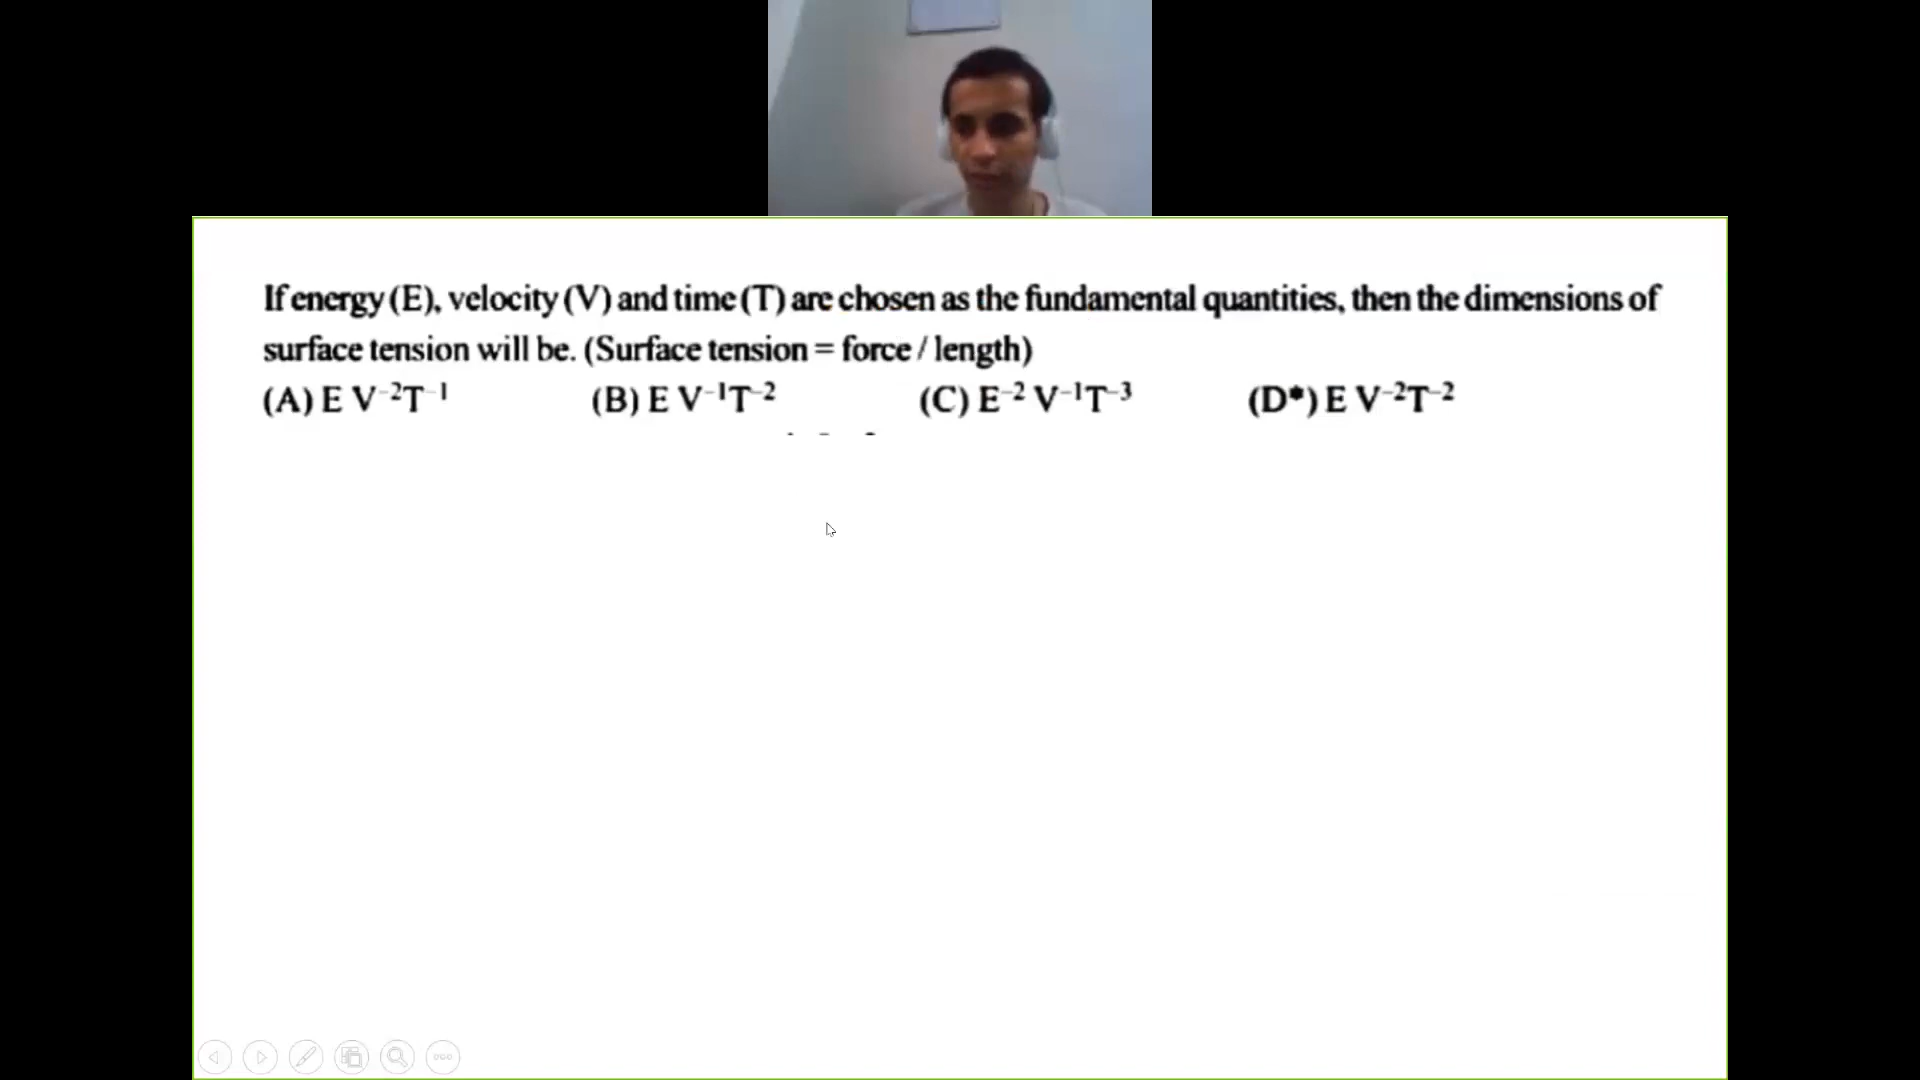 If energy (E), velocity (V) and time (T) are chosen as the fundamental quantities, then the dimensions of
surface tension will be. (Surface tension = force / length)
(A) E V⁻²T⁻¹ (B) E V⁻¹T⁻² (C) E⁻² V⁻¹T⁻³ (D*) E V⁻²T⁻²